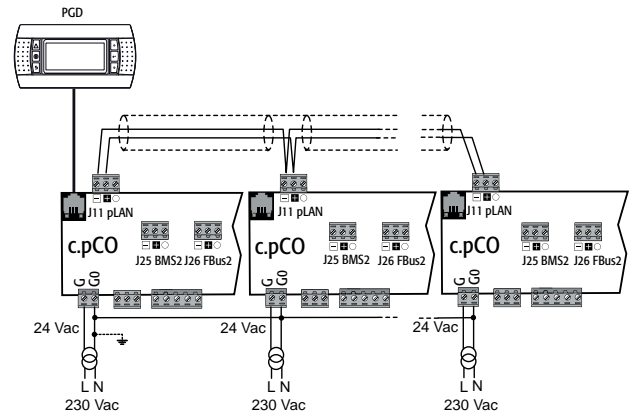 PGD
J11 pLAN
J11 pLAN
J11 pLAN
c.pCO
J25 BMS2 J26 FBus2
c.pCO
J25 BMS2 J26 FBus2
c.pCO
J25 BMS2 J26 FBus2
G G0
G G0
G G0
24 Vac
24 Vac
24 Vac
L N
L N
L N
230 Vac
230 Vac
230 Vac